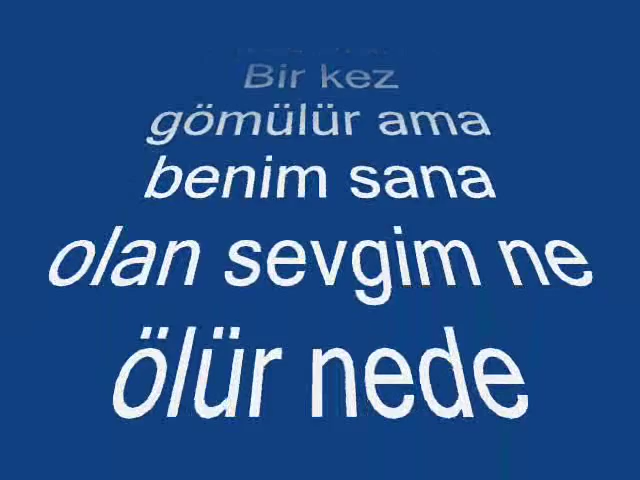 Bir kez
gömülür ama
benim sana
olan sevgim ne
ölür nede